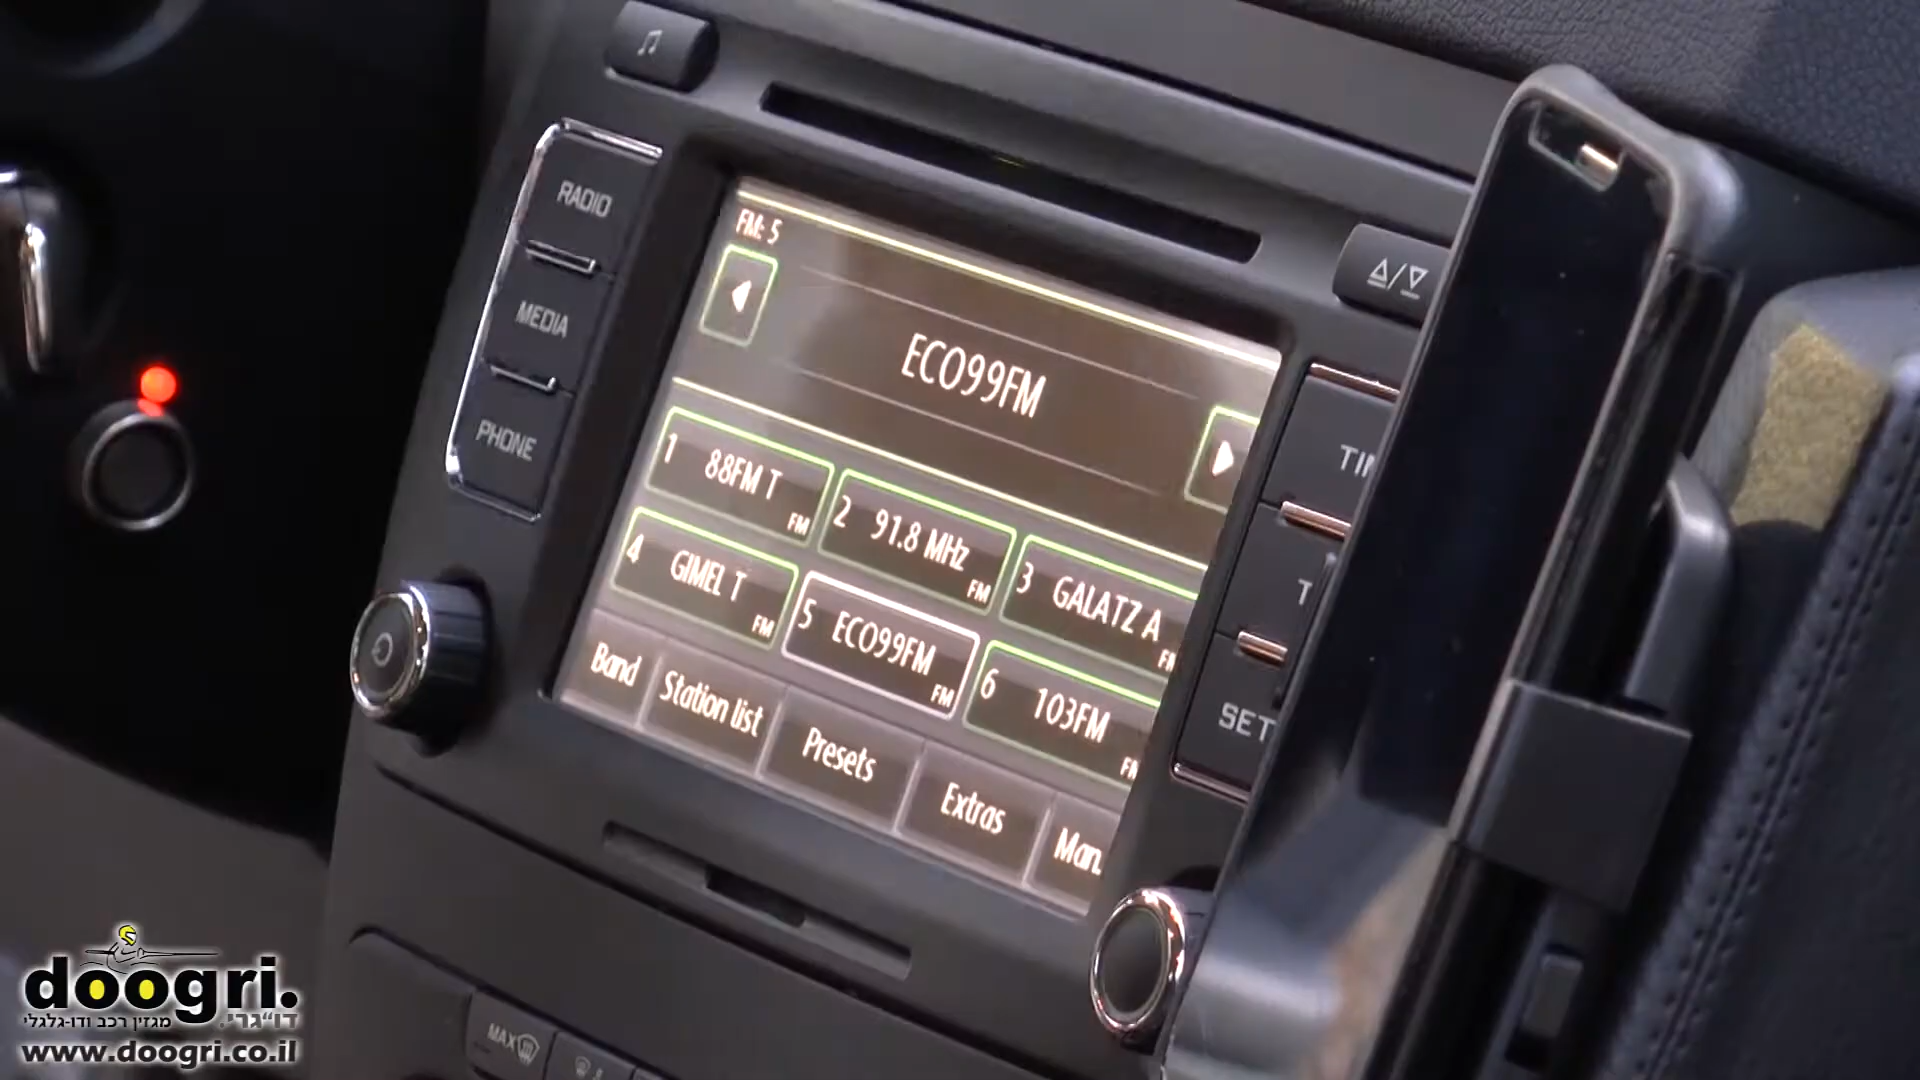 RADIO
MEDIA
PHONE
FM: 5
ECO99FM
1 88FM T FM
2 91.8 MHz FM
3 GALATZ A
4 GIMEL T FM
5 ECO99FM FM
6 103FM
Band
Station list
Presets
Extras
Man.
SET
MAX
doogri.
דו"גרי. מגזין רכב ודו-גלגלי
www.doogri.co.il